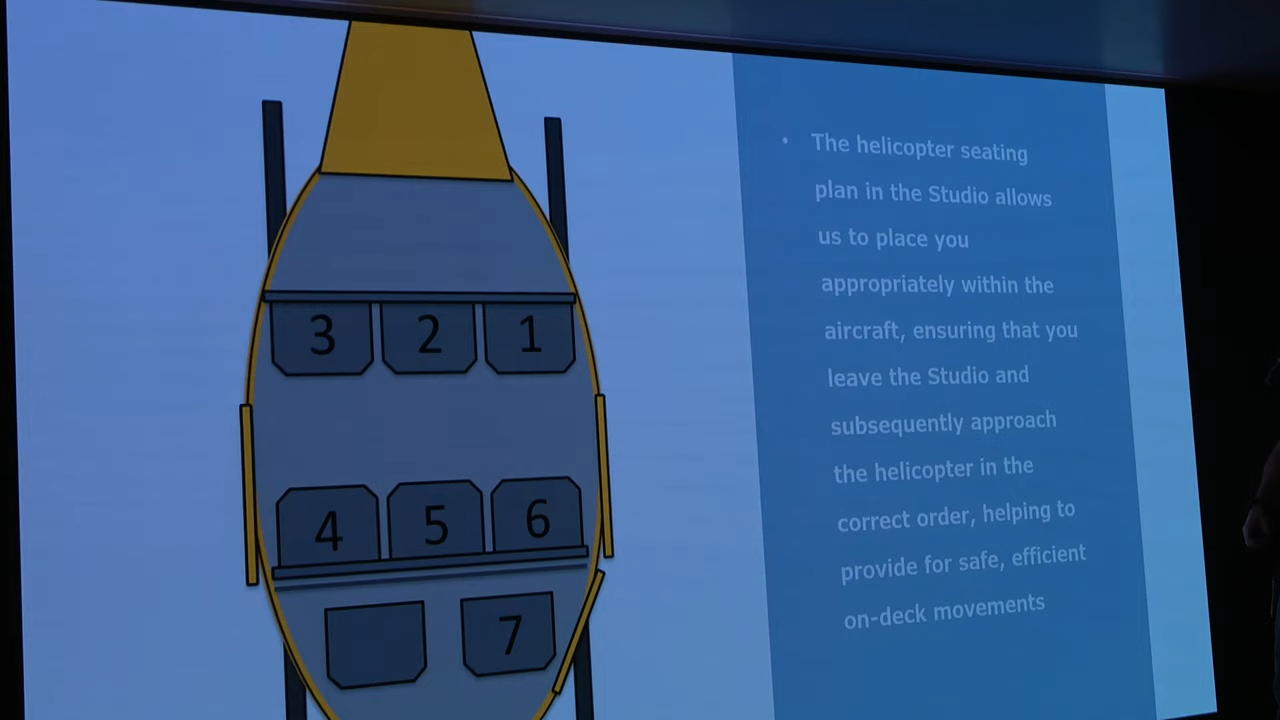 3 2 1
4 5 6
7
• The helicopter seating
plan in the Studio allows
us to place you
appropriately within the
aircraft, ensuring that you
leave the Studio and
subsequently approach
the helicopter in the
correct order, helping to
provide for safe, efficient
on-deck movements